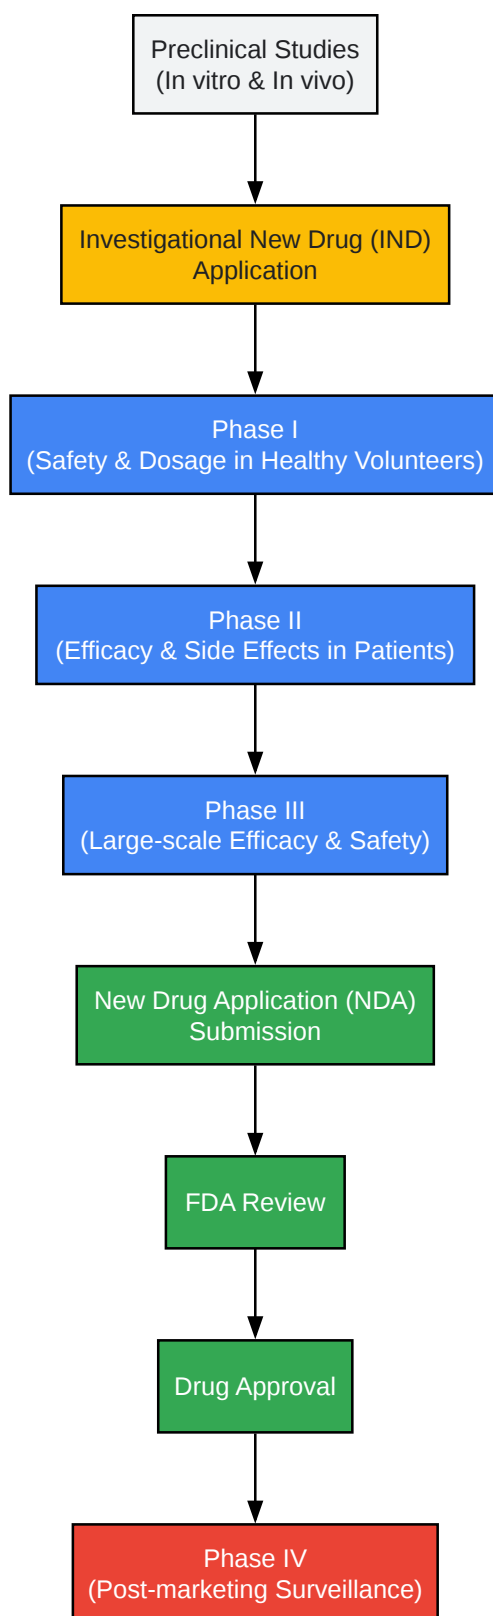 Preclinical Studies
(In vitro & In vivo)
Investigational New Drug (IND)
Application
Phase I
(Safety & Dosage in Healthy Volunteers)
Phase II
(Efficacy & Side Effects in Patients)
Phase III
(Large-scale Efficacy & Safety)
New Drug Application (NDA)
Submission
FDA Review
Drug Approval
Phase IV
(Post-marketing Surveillance)